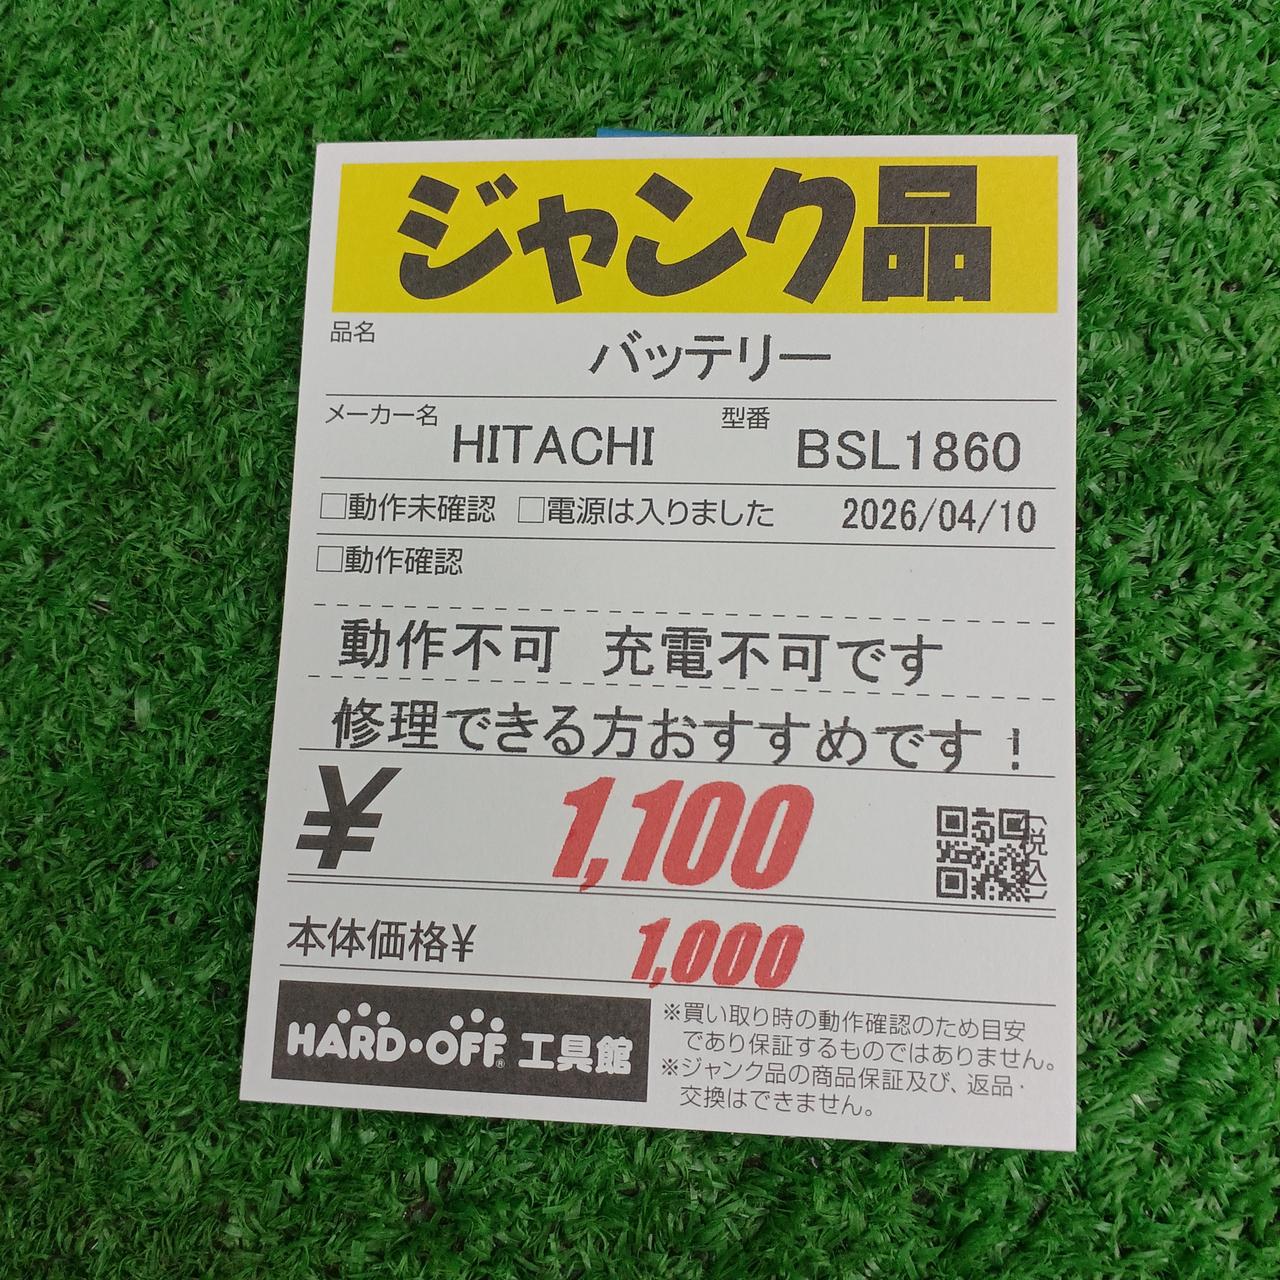 ジャンク品
品名 バッテリー
メーカー名 HITACHI 型番 BSL1860
□動作未確認 □電源は入りました 2026/04/10
□動作確認
動作不可 充電不可です
修理できる方おすすめです!
¥ 1,100 (税込)
本体価格¥ 1,000
HARD・OFF® 工具館
※買い取り時の動作確認のため目安
であり保証するものではありません。
※ジャンク品の商品保証及び、返品・
交換はできません。